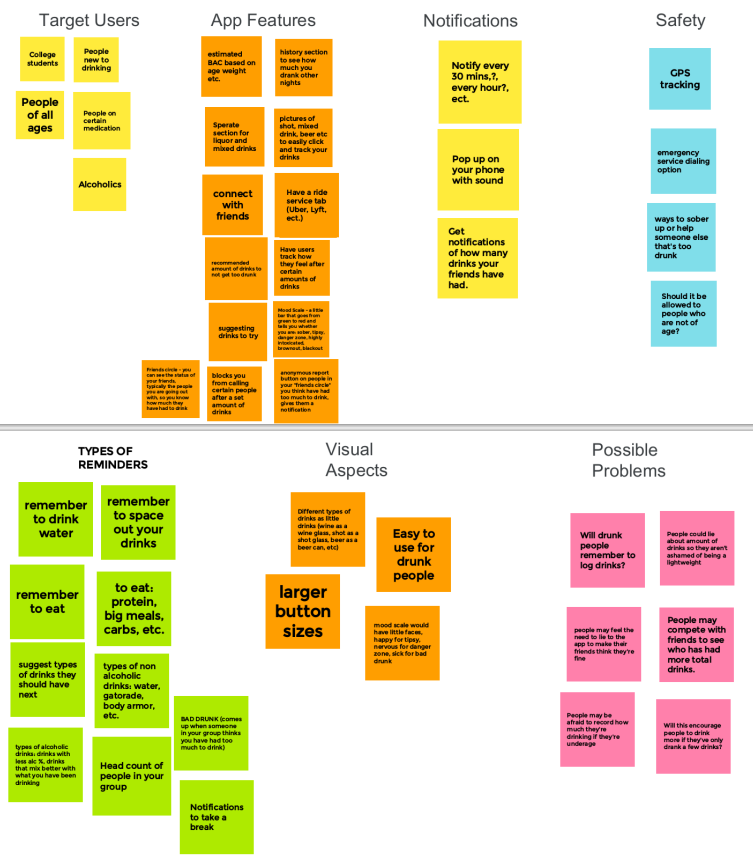 Target Users
College
students
People
new to
drinking
People
of all
ages
People on
certain
medication
Alcoholics
App Features
estimated
BAC based on
age weight
etc.
history section
to see how
much you
drank other
nights
Sperate
section for
liquor and
mixed drinks
pictures of
shot, mixed
drink, beer etc
to easily click
and track your
drinks
connect
with
friends
Have a ride
service tab
(Uber, Lyft,
ect.)
recommended
amount of drinks to
not get too drunk
Have users
track how
they feel after
certain
amounts of
drinks
suggesting
drinks to try
Mood Scale - a little
bar that goes from
green to red and
tells you whether
you are: sober, tipsy,
danger zone, highly
intoxicated,
brownout, blackout
Friends circle - you
can see the status of
your friends,
typically the people
you are going out
with, so you know
how much they
have had to drink
blocks you
from calling
certain people
after a set
amount of
drinks
anonymous report
button on people in
your "friends circle"
you think have had
too much to drink,
gives them a
notification
Notifications
Notify every
30 mins,?,
every hour?,
ect.
Pop up on
your phone
with sound
Get
notifications
of how many
drinks your
friends have
had.
Safety
GPS
tracking
emergency
service dialing
option
ways to sober
up or help
someone else
that's too
drunk
Should it be
allowed to
people who
are not of
age?
TYPES OF
REMINDERS
remember
to drink
water
remember
to space
out your
drinks
remember
to eat
to eat:
protein,
big meals,
carbs, etc.
suggest types
of drinks they
should have
next
types of non
alcoholic
drinks: water,
gatorade,
body armor,
etc.
BAD DRUNK (comes
up when someone
in your group thinks
you have had too
much to drink)
types of alcoholic
drinks: drinks with
less alc %, drinks
that mix better with
what you have been
drinking
Head count of
people in your
group
Notifications
to take a
break
Visual
Aspects
Different types of
drinks as little
drinks (wine as a
wine glass, shot as a
shot glass, beer as a
beer can, etc)
Easy to
use for
drunk
people
larger
button
sizes
mood scale would
have little faces,
happy for tipsy,
nervous for danger
zone, sick for bad
drunk
Possible
Problems
Will drunk
people
remember to
log drinks?
People could lie
about amount of
drinks so they aren't
ashamed of being a
lightweight
people may feel the
need to lie to the
app to make their
friends think they're
fine
People may
compete with
friends to see
who has had
more total
drinks.
People may be
afraid to record how
much they're
drinking if they're
underage
Will this encourage
people to drink
more if they've only
drank a few drinks?